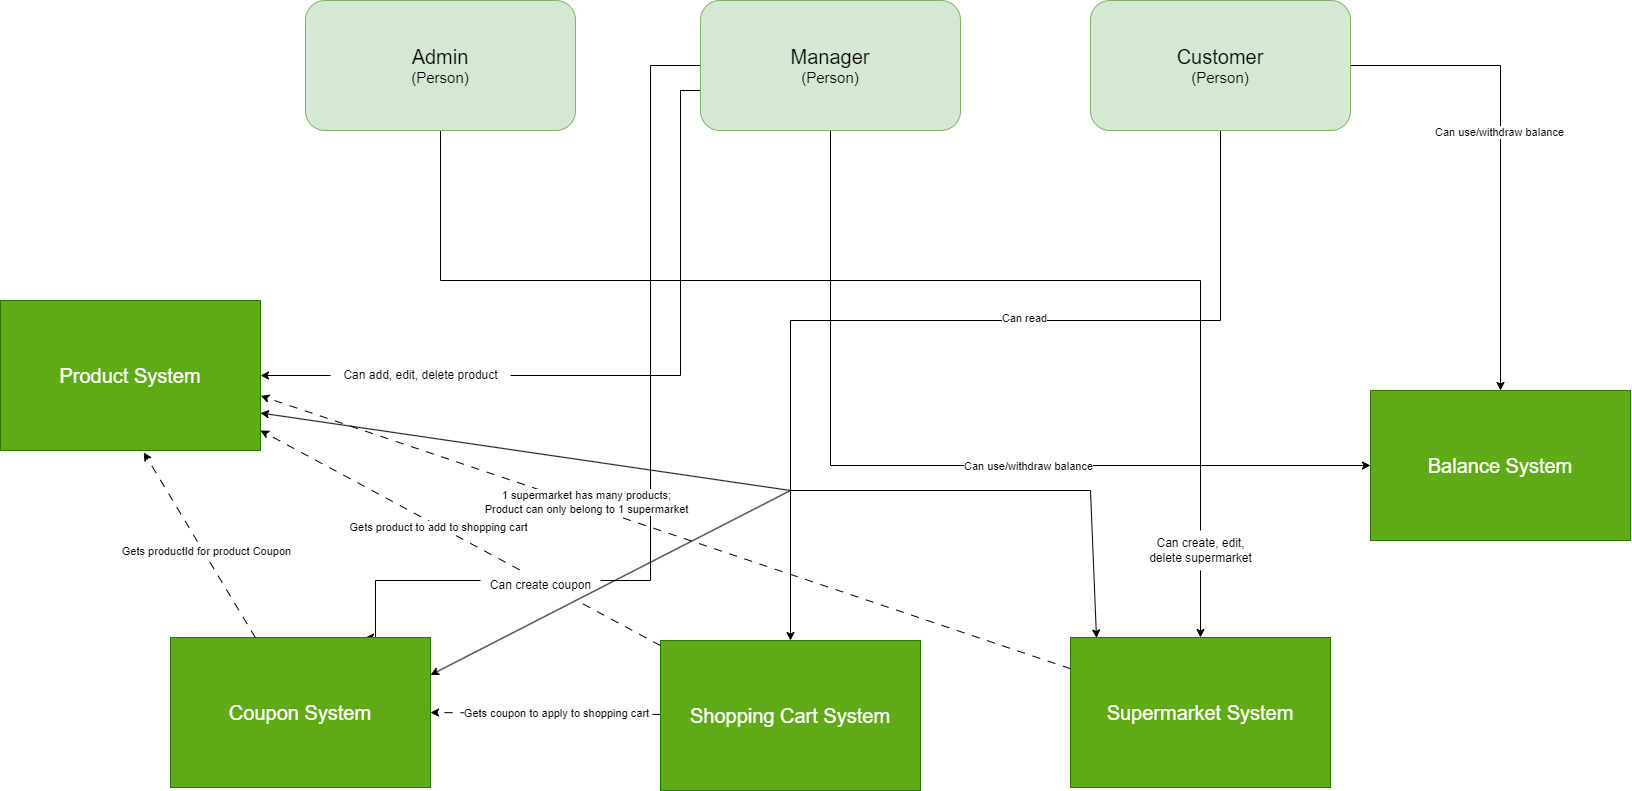 Admin
(Person)
Manager
(Person)
Customer
(Person)
Can use/withdraw balance
Can read
Product System
Can add, edit, delete product
Can use/withdraw balance
Balance System
1 supermarket has many products;
Product can only belong to 1 supermarket
Gets product to add to shopping cart
Gets productId for product Coupon
Can create, edit,
delete supermarket
Can create coupon
Coupon System
Gets coupon to apply to shopping cart
Shopping Cart System
Supermarket System